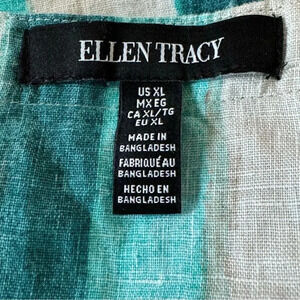 ELLEN TRACY
US XL
MX EG
CA XL/TG
EU XL
MADE IN
BANGLADESH
FABRIQUÉ AU
BANGLADESH
HECHO EN
BANGLADESH